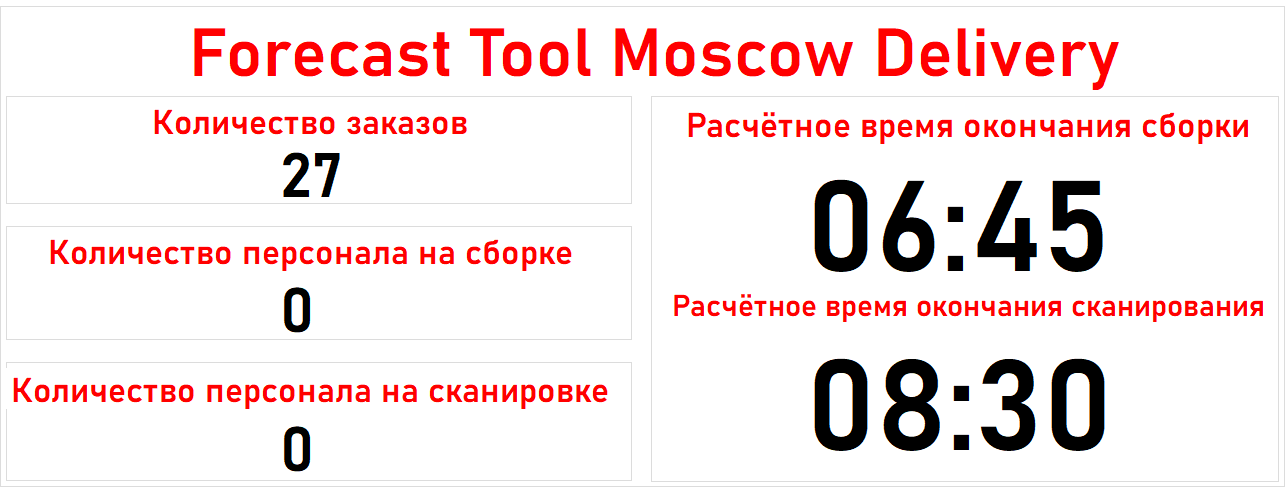 Forecast Tool Moscow Delivery
Количество заказов
27
Количество персонала на сборке
0
Количество персонала на сканировке
0
Расчётное время окончания сборки
06:45
Расчётное время окончания сканирования
08:30